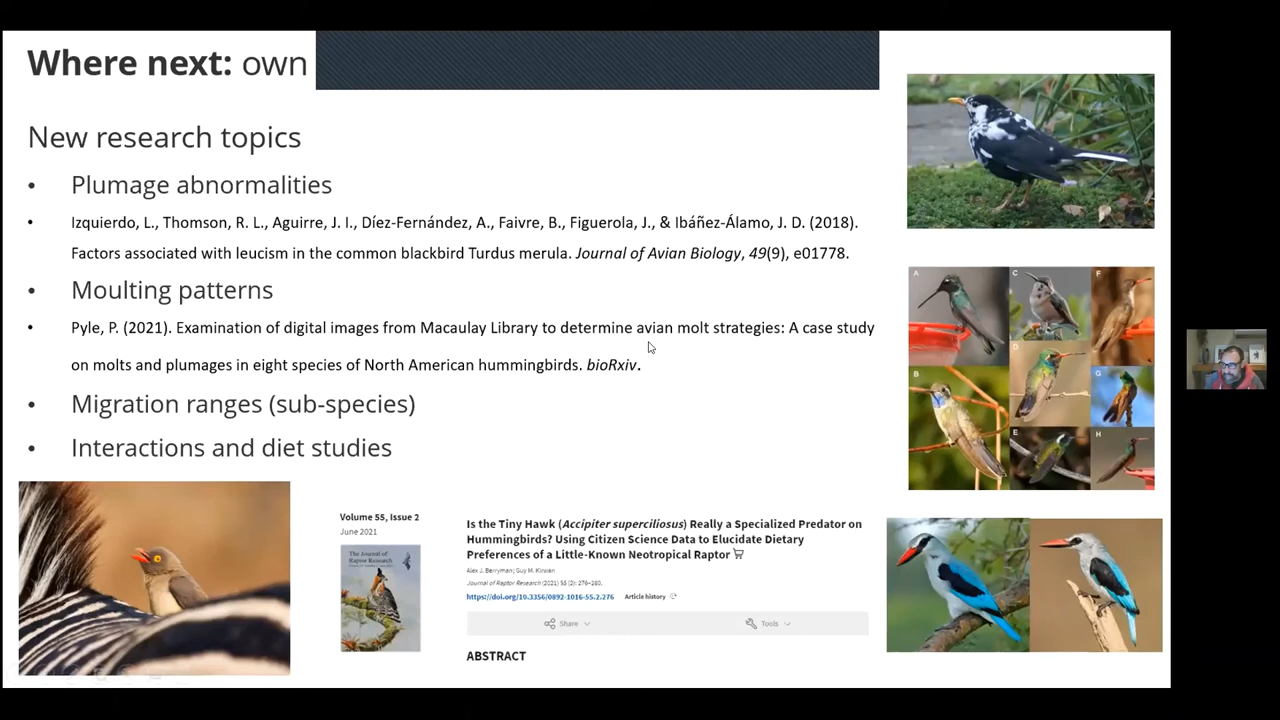 Where next: own
New research topics
• Plumage abnormalities
• Izquierdo, L., Thomson, R. L., Aguirre, J. I., Díez-Fernández, A., Faivre, B., Figuerola, J., & Ibáñez-Álamo, J. D. (2018).
Factors associated with leucism in the common blackbird Turdus merula. Journal of Avian Biology, 49(9), e01778.
• Moulting patterns
• Pyle, P. (2021). Examination of digital images from Macaulay Library to determine avian molt strategies: A case study
on molts and plumages in eight species of North American hummingbirds. bioRxiv.
• Migration ranges (sub-species)
• Interactions and diet studies
A
C
F
D
B
G
E
H
Volume 55, Issue 2
June 2021
The Journal of
Raptor Research
Is the Tiny Hawk (Accipiter superciliosus) Really a Specialized Predator on
Hummingbirds? Using Citizen Science Data to Elucidate Dietary
Preferences of a Little-Known Neotropical Raptor
Alex J. Berryman; Guy M. Kirwan
Journal of Raptor Research (2021) 55 (2): 276–280.
https://doi.org/10.3356/0892-1016-55.2.276 Article history
Share Tools
ABSTRACT